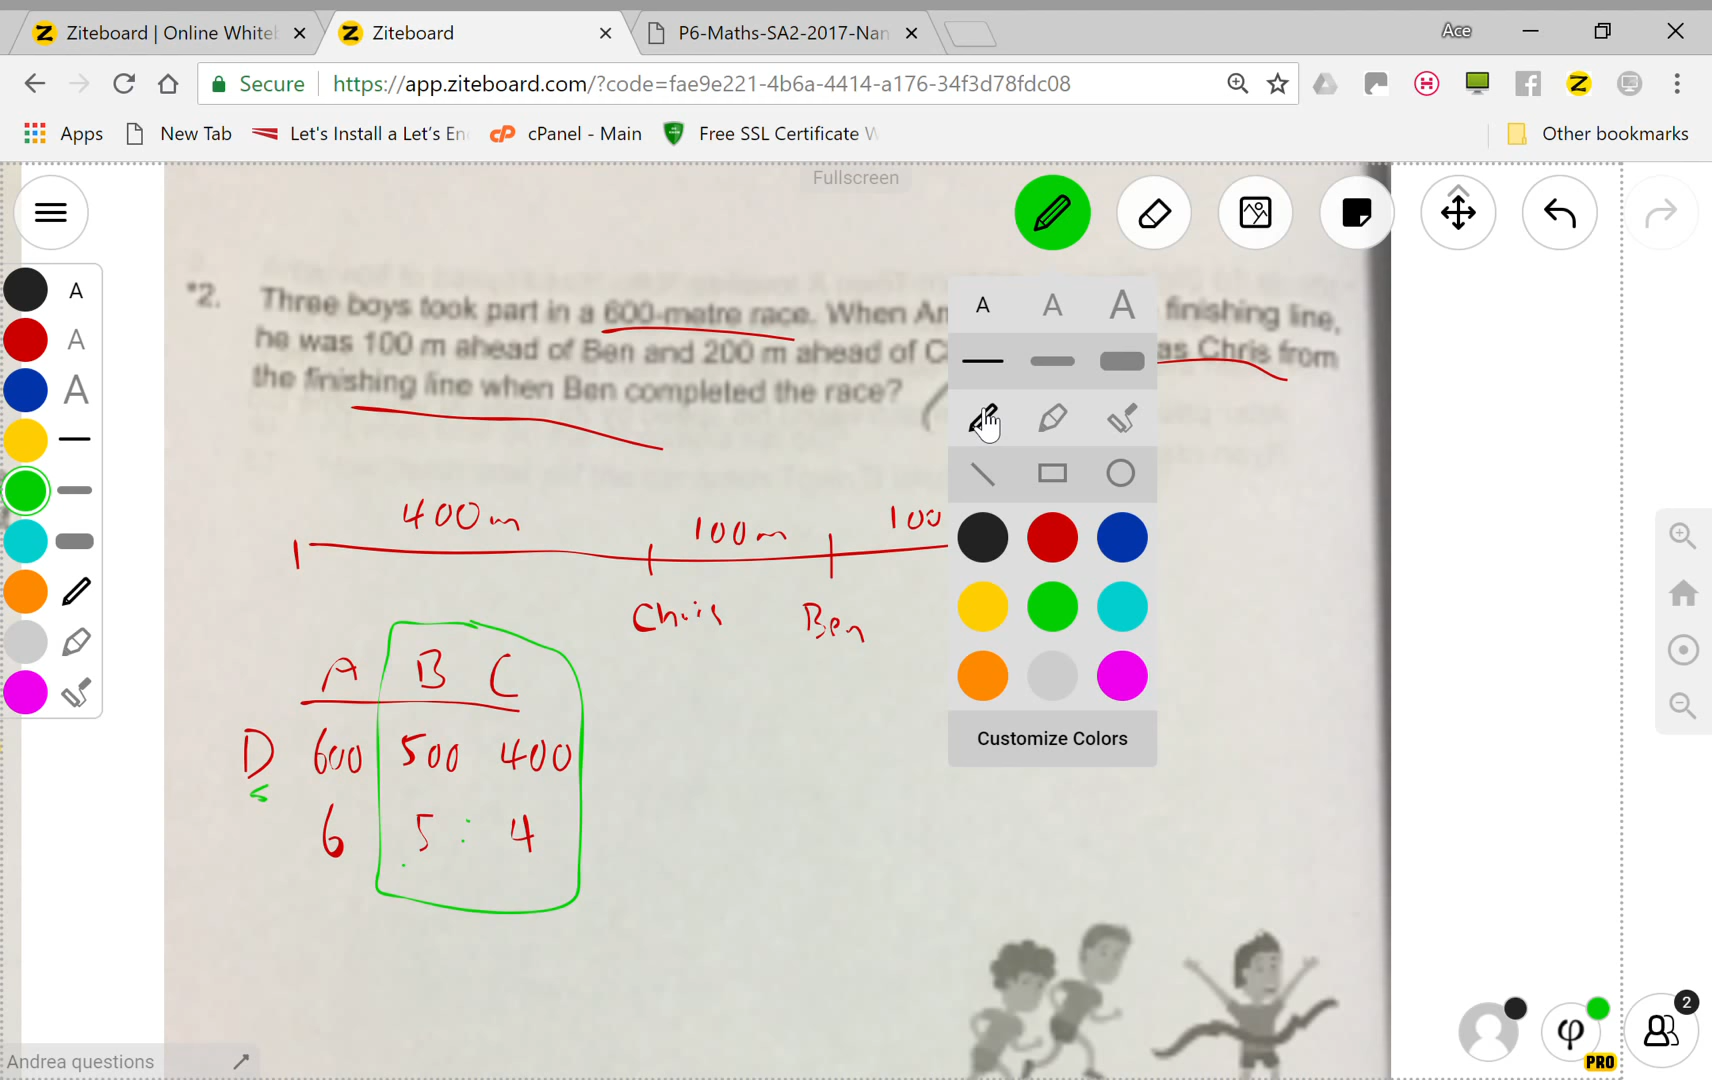 Ziteboard | Online Whiteb
Ziteboard
P6-Maths-SA2-2017-Nan
Ace
Secure
https://app.ziteboard.com/?code=fae9e221-4b6a-4414-a176-34f3d78fdc08
Apps
New Tab
Let's Install a Let's En
cPanel - Main
Free SSL Certificate W
Other bookmarks
Fullscreen
*2. Three boys took part in a 600-metre race. When An finishing line,
he was 100 m ahead of Ben and 200 m ahead of C as Chris from
the finishing line when Ben completed the race?
A A A
A
A
A
400m 100m 100
Chris Ben
A B C
D 600 500 400
6 5 : 4
Customize Colors
Andrea questions
φ
PRO
2